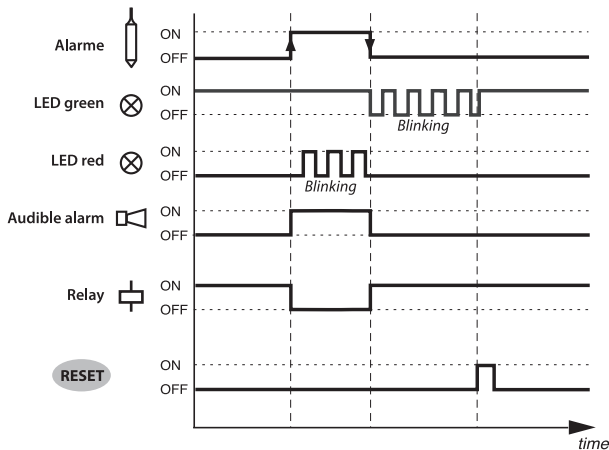 Alarme ON
OFF
LED green ON
OFF
Blinking
LED red ON
OFF
Blinking
Audible alarm ON
OFF
Relay ON
OFF
RESET ON
OFF
time